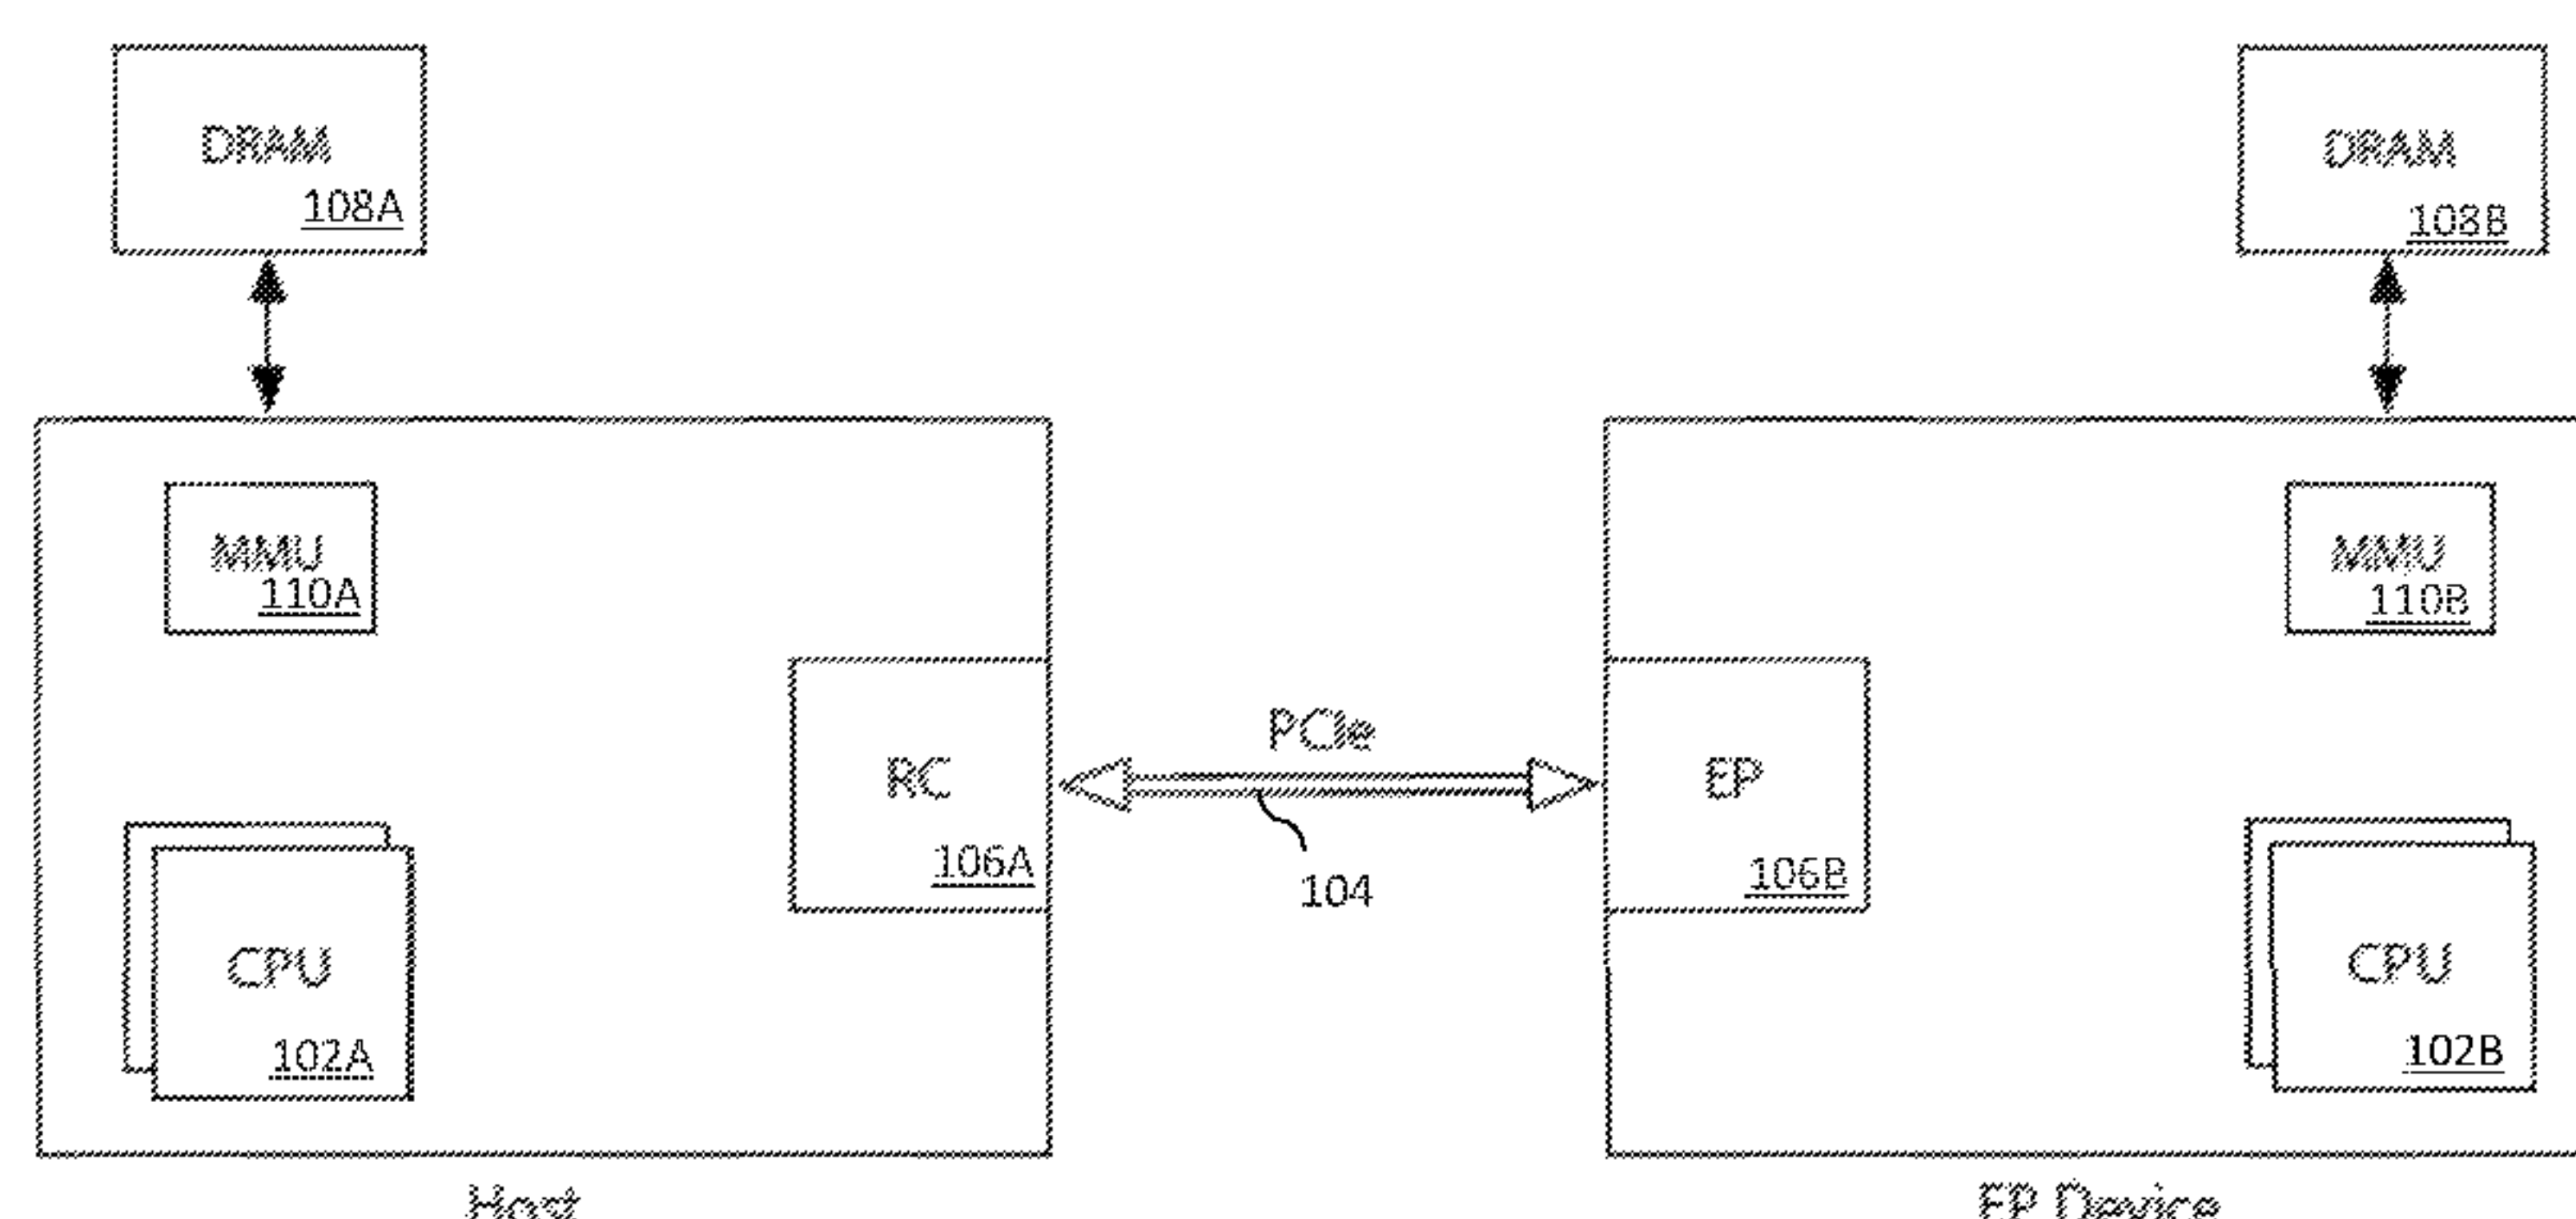 DRAM
108A
DRAM
108B
MMU
110A
MMU
110B
PCIe
RC
106A
104
EP
106B
CPU
102A
CPU
102B
Host
EP Device